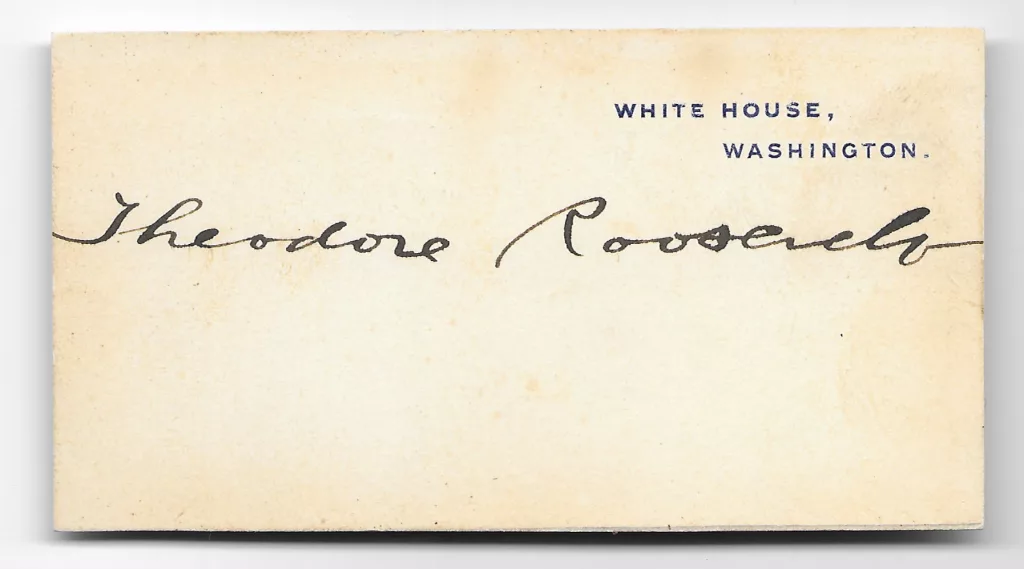 WHITE HOUSE,
WASHINGTON.
Theodore Roosevelt